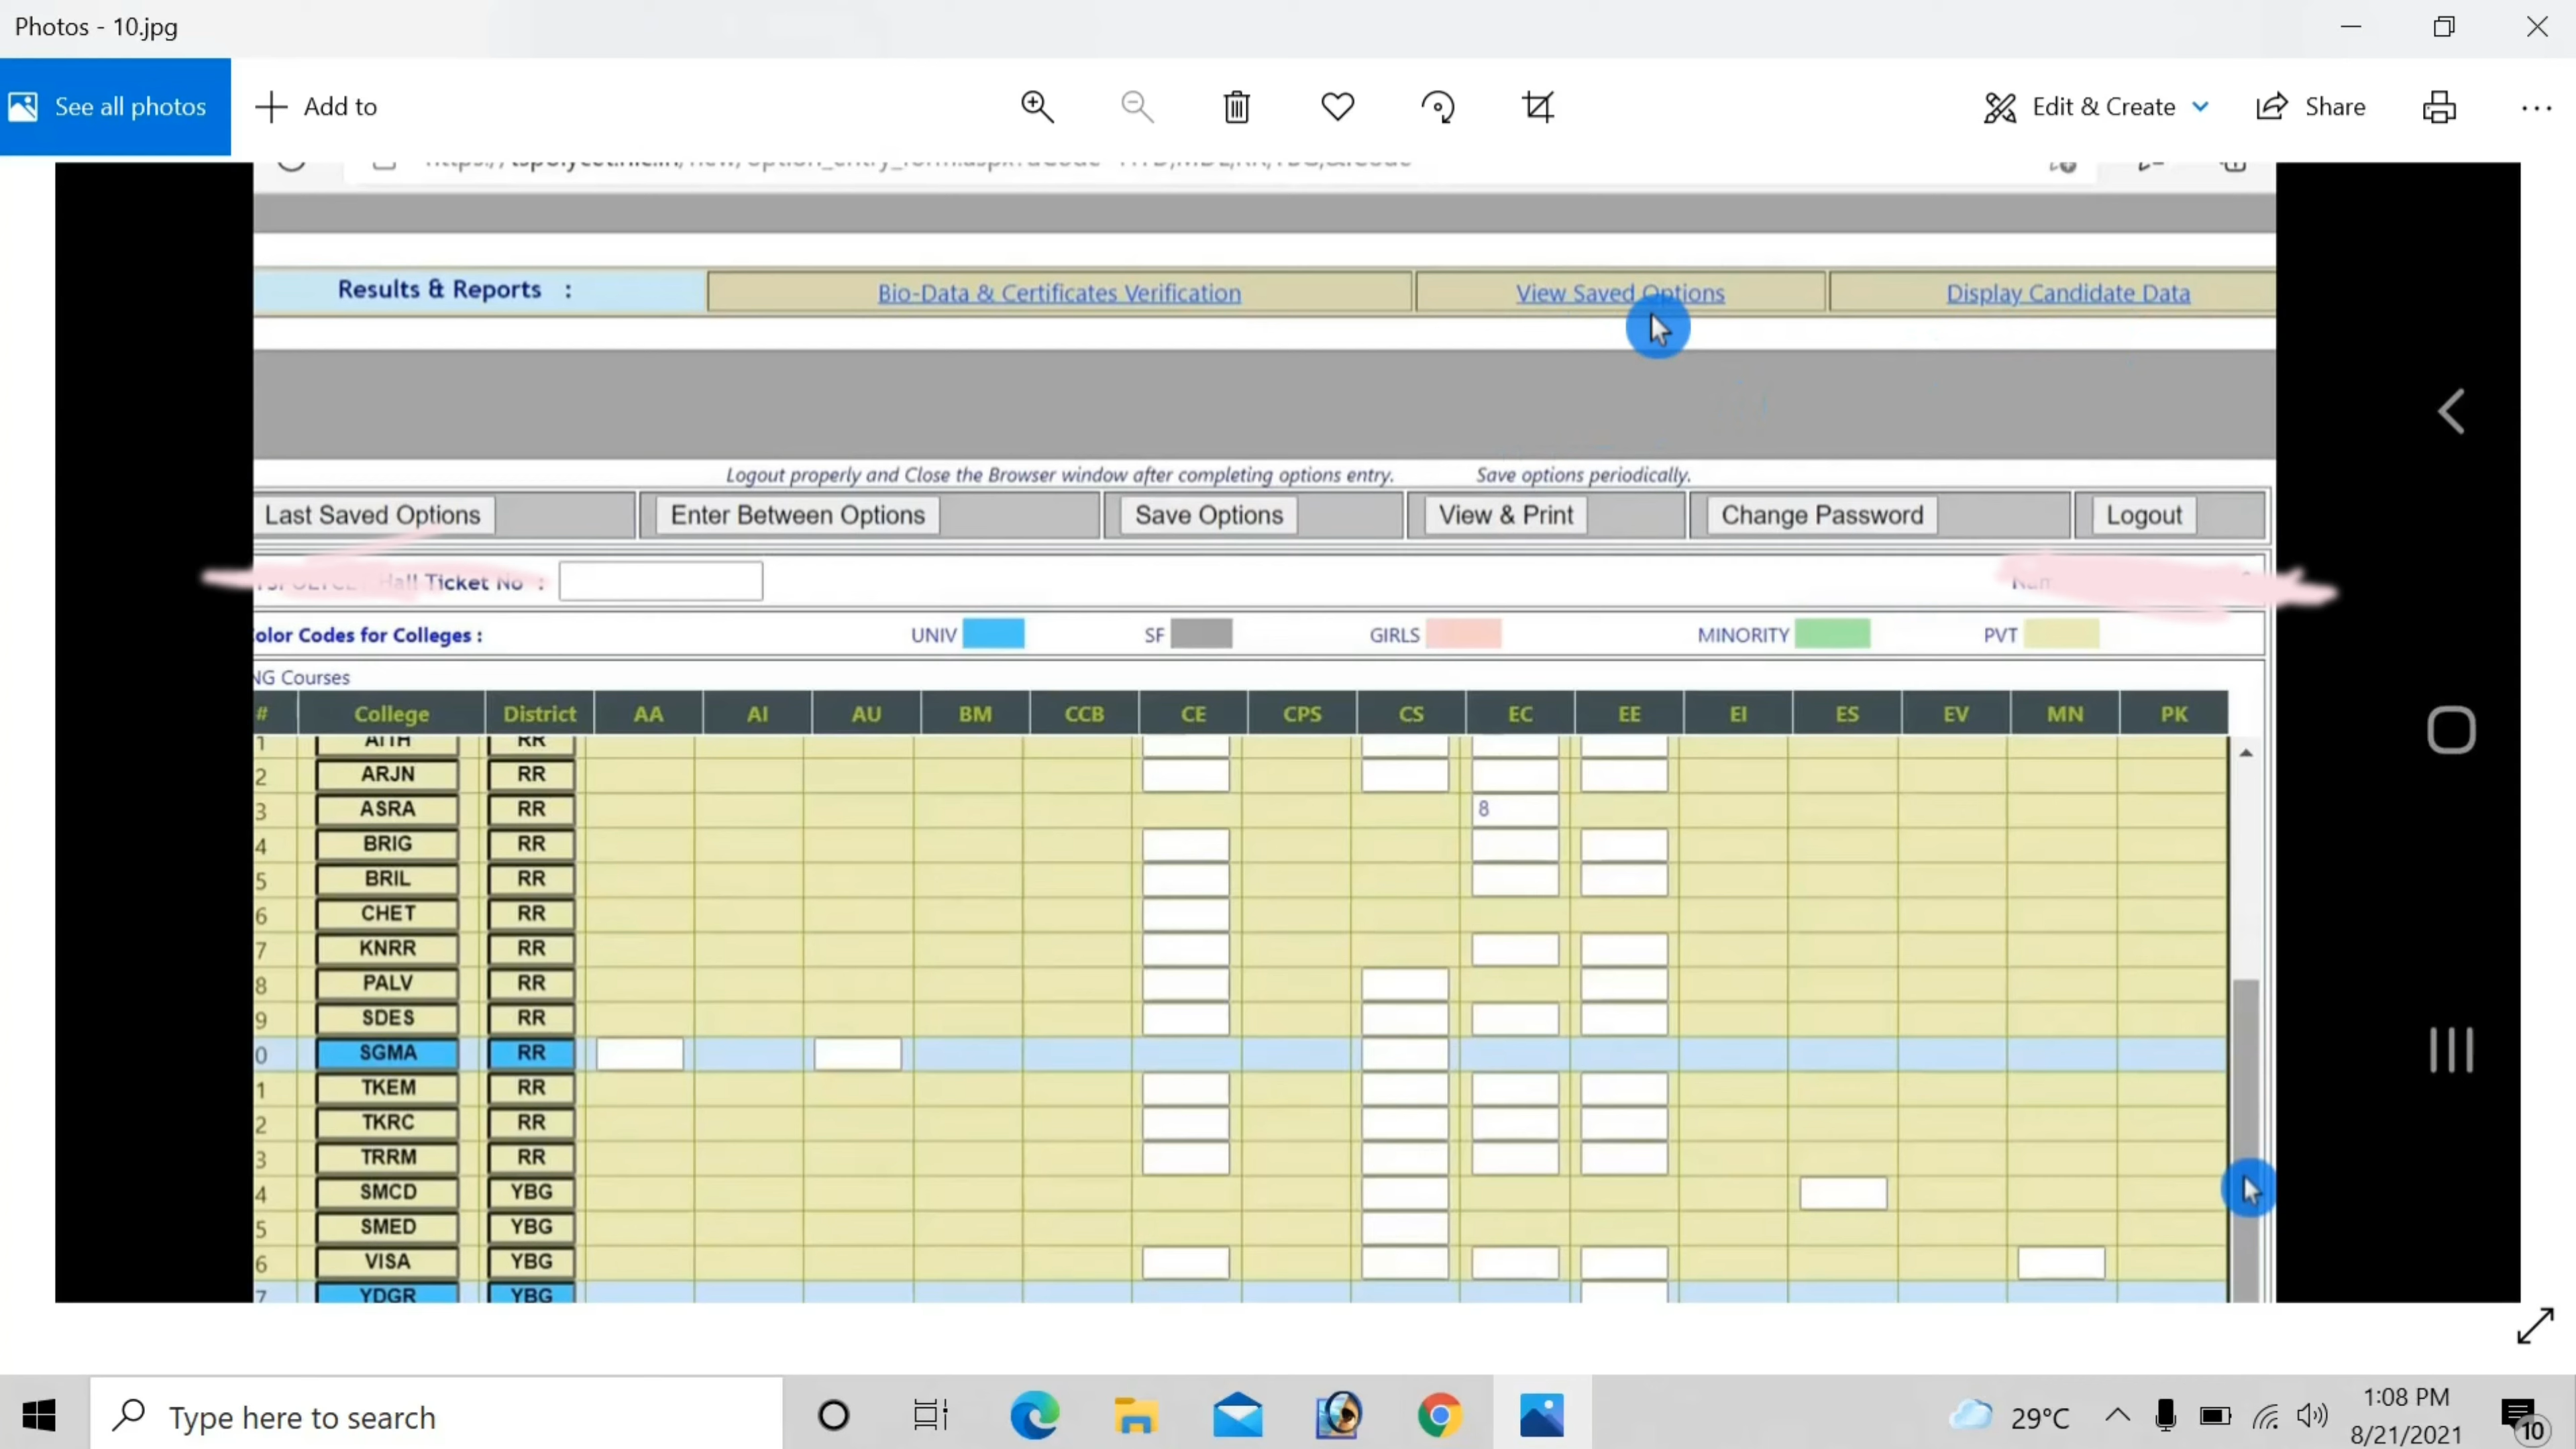 Photos - 10.jpg
See all photos
Add to
Edit & Create
Share
Results & Reports :
Bio-Data & Certificates Verification
View Saved Options
Display Candidate Data
Logout properly and Close the Browser window after completing options entry. Save options periodically.
Last Saved Options
Enter Between Options
Save Options
View & Print
Change Password
Logout
Hall Ticket No :
olor Codes for Colleges :
UNIV
SF
GIRLS
MINORITY
PVT
NG Courses
# College District AA AI AU BM CCB CE CPS CS EC EE EI ES EV MN PK
1 AITH RR
2 ARJN RR
3 ASRA RR 8
4 BRIG RR
5 BRIL RR
6 CHET RR
7 KNRR RR
8 PALV RR
9 SDES RR
0 SGMA RR
1 TKEM RR
2 TKRC RR
3 TRRM RR
4 SMCD YBG
5 SMED YBG
6 VISA YBG
7 YDGR YBG
Type here to search
29°C
1:08 PM
8/21/2021
10